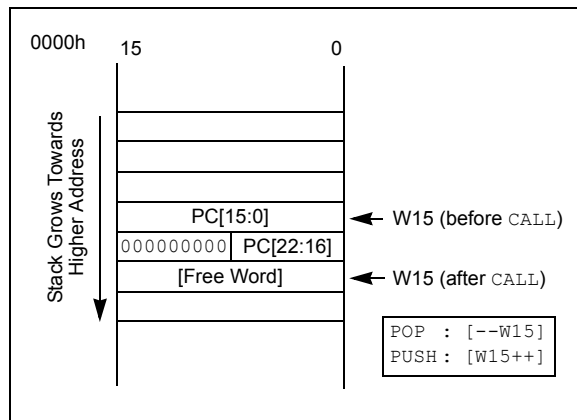 0000h
15 0
Stack Grows Towards
Higher Address
PC[15:0]
W15 (before CALL)
000000000 PC[22:16]
[Free Word]
W15 (after CALL)
POP : [--W15]
PUSH : [W15++]